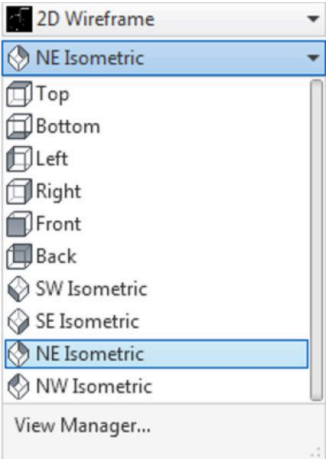 2D Wireframe
NE Isometric
Top
Bottom
Left
Right
Front
Back
SW Isometric
SE Isometric
NE Isometric
NW Isometric
View Manager...